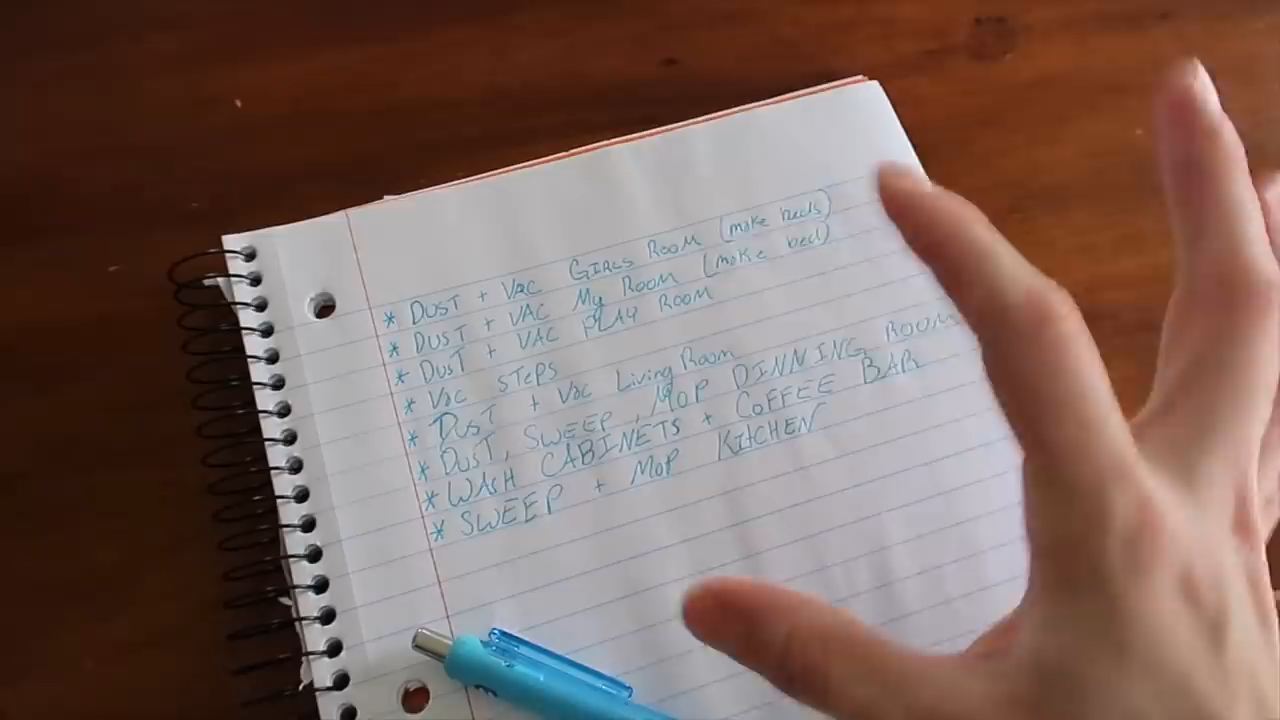 * DUST + VAC GIRLS ROOM (make beds)
* DUST + VAC My ROOM (make bed)
* DUST + VAC PLAY ROOM
* VAC STePS
* DUST + Vac Living Room
* DUST, SWEEP, MOP DINNING ROOM
* WASH CABINETS + COFFEE BAR
* SWEEP + MOP KITCHEN